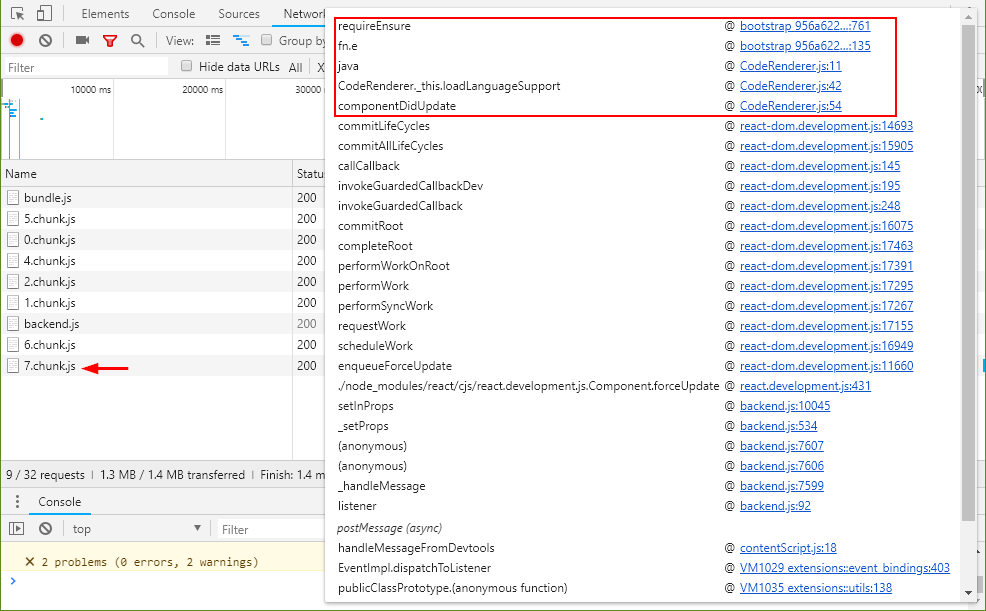 Elements Console Sources Network
View: Group by
Filter Hide data URLs All X
10000 ms 20000 ms 30000
Name Status
bundle.js 200
5.chunk.js 200
0.chunk.js 200
4.chunk.js 200
2.chunk.js 200
1.chunk.js 200
backend.js 200
6.chunk.js 200
7.chunk.js 200
9 / 32 requests | 1.3 MB / 1.4 MB transferred | Finish: 1.4 m
Console
top Filter
2 problems (0 errors, 2 warnings)
requireEnsure @ bootstrap 956a622…:761
fn.e @ bootstrap 956a622…:135
java @ CodeRenderer.js:11
CodeRenderer._this.loadLanguageSupport @ CodeRenderer.js:42
componentDidUpdate @ CodeRenderer.js:54
commitLifeCycles @ react-dom.development.js:14693
commitAllLifeCycles @ react-dom.development.js:15905
callCallback @ react-dom.development.js:145
invokeGuardedCallbackDev @ react-dom.development.js:195
invokeGuardedCallback @ react-dom.development.js:248
commitRoot @ react-dom.development.js:16075
completeRoot @ react-dom.development.js:17463
performWorkOnRoot @ react-dom.development.js:17391
performWork @ react-dom.development.js:17295
performSyncWork @ react-dom.development.js:17267
requestWork @ react-dom.development.js:17155
scheduleWork @ react-dom.development.js:16949
enqueueForceUpdate @ react-dom.development.js:11660
./node_modules/react/cjs/react.development.js.Component.forceUpdate @ react.development.js:431
setInProps @ backend.js:10045
_setProps @ backend.js:534
(anonymous) @ backend.js:7607
(anonymous) @ backend.js:7606
_handleMessage @ backend.js:7599
listener @ backend.js:92
postMessage (async)
handleMessageFromDevtools @ contentScript.js:18
EventImpl.dispatchToListener @ VM1029 extensions::event_bindings:403
publicClassPrototype.(anonymous function) @ VM1035 extensions::utils:138